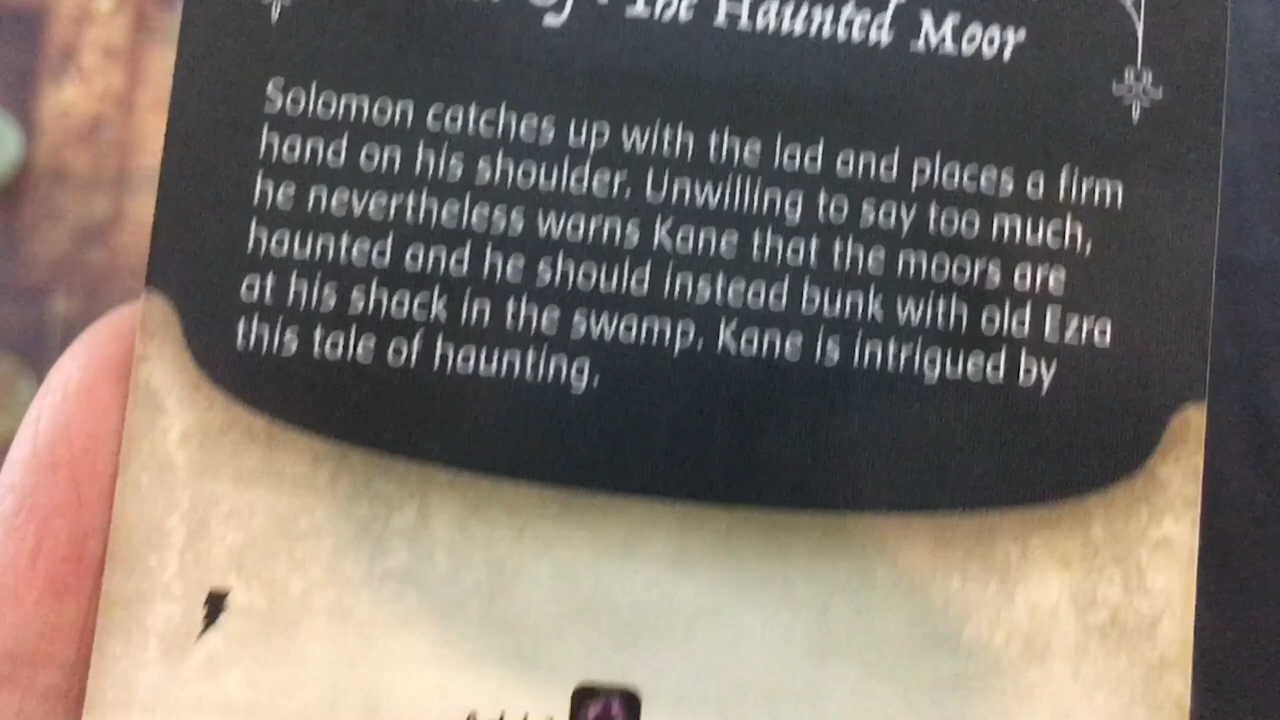 The Haunted Moor
Solomon catches up with the lad and places a firm
hand on his shoulder. Unwilling to say too much,
he nevertheless warns Kane that the moors are
haunted and he should instead bunk with old Ezra
at his shack in the swamp. Kane is intrigued by
this tale of haunting.